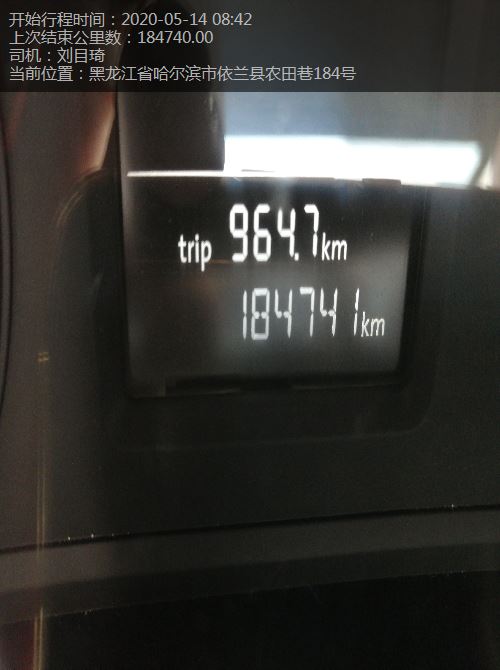 开始行程时间：2020-05-14 08:42
上次结束公里数：184740.00
司机：刘目琦
当前位置：黑龙江省哈尔滨市依兰县农田巷184号
trip 964.7km
184741km